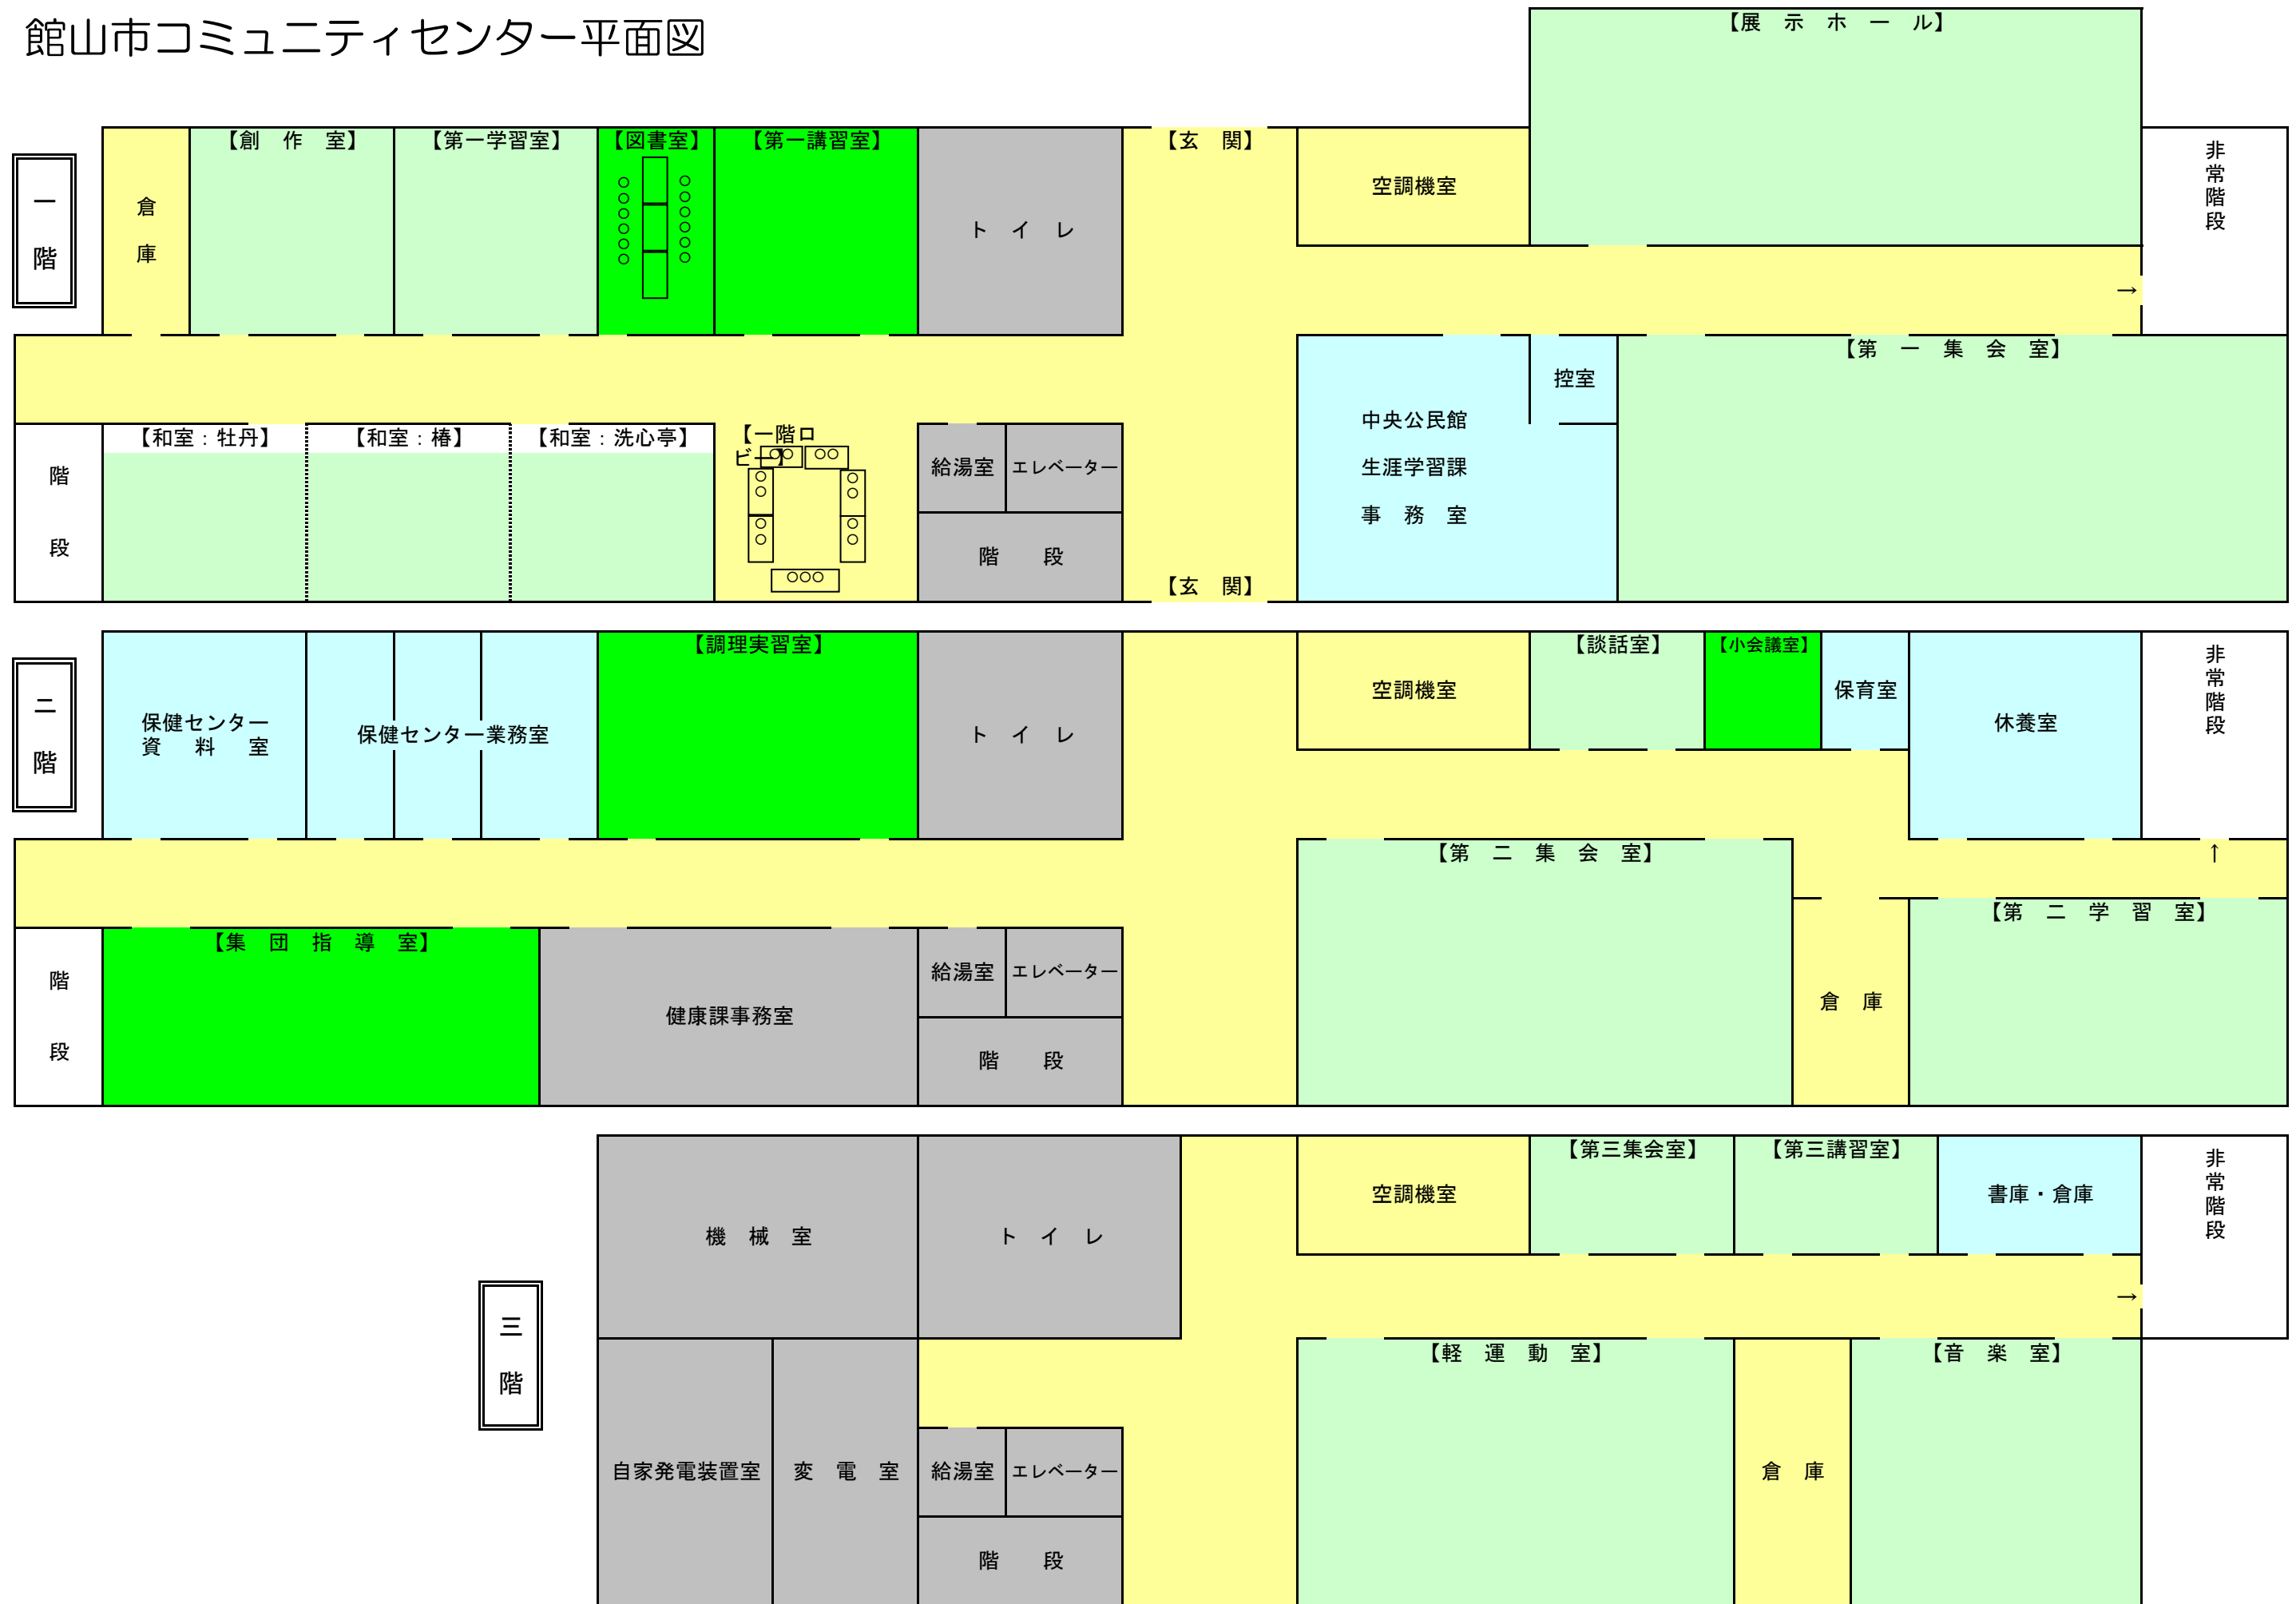 館山市コミュニティセンター平面図
一階
倉庫
【創　作　室】
【第一学習室】
【図書室】
【第一講習室】
ト　イ　レ
【玄　関】
空調機室
【展　示　ホ　ー　ル】
非常階段
→
階段
【和室：牡丹】
【和室：椿】
【和室：洗心亭】
【一階ロ
ビー】
給湯室
エレベーター
階　　段
【玄　関】
中央公民館
生涯学習課
事　務　室
控室
【第　一　集　会　室】
二階
保健センター
資　料　室
保健センター業務室
【調理実習室】
ト　イ　レ
空調機室
【談話室】
【小会議室】
保育室
休養室
非常階段
↑
階段
【集　団　指　導　室】
健康課事務室
給湯室
エレベーター
階　　段
【第　二　集　会　室】
倉　庫
【第　二　学　習　室】
三階
機　械　室
ト　イ　レ
空調機室
【第三集会室】
【第三講習室】
書庫・倉庫
非常階段
→
自家発電装置室
変　電　室
給湯室
エレベーター
階　　段
【軽　運　動　室】
倉　庫
【音　楽　室】